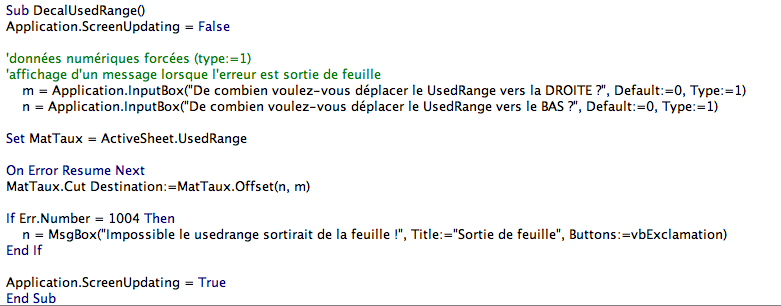 Sub DecalUsedRange()
Application.ScreenUpdating = False
'données numériques forcées (type:=1)
'affichage d'un message lorsque l'erreur est sortie de feuille
m = Application.InputBox("De combien voulez-vous déplacer le UsedRange vers la DROITE ?", Default:=0, Type:=1)
n = Application.InputBox("De combien voulez-vous déplacer le UsedRange vers le BAS ?", Default:=0, Type:=1)
Set MatTaux = ActiveSheet.UsedRange
On Error Resume Next
MatTaux.Cut Destination:=MatTaux.Offset(n, m)
If Err.Number = 1004 Then
n = MsgBox("Impossible le usedrange sortirait de la feuille !", Title:="Sortie de feuille", Buttons:=vbExclamation)
End If
Application.ScreenUpdating = True
End Sub